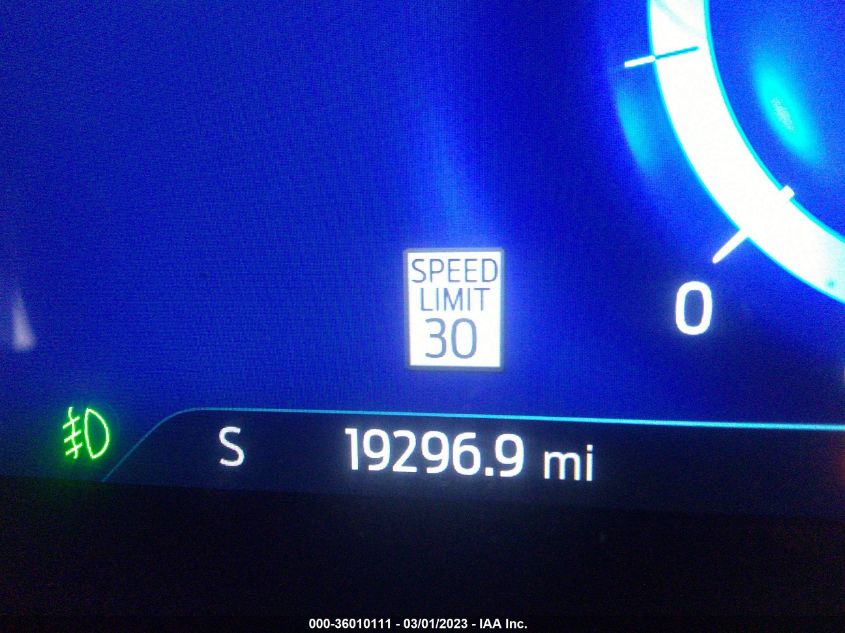 SPEED
LIMIT
30
0
S 19296.9 mi
000-36010111 - 03/01/2023 - IAA Inc.